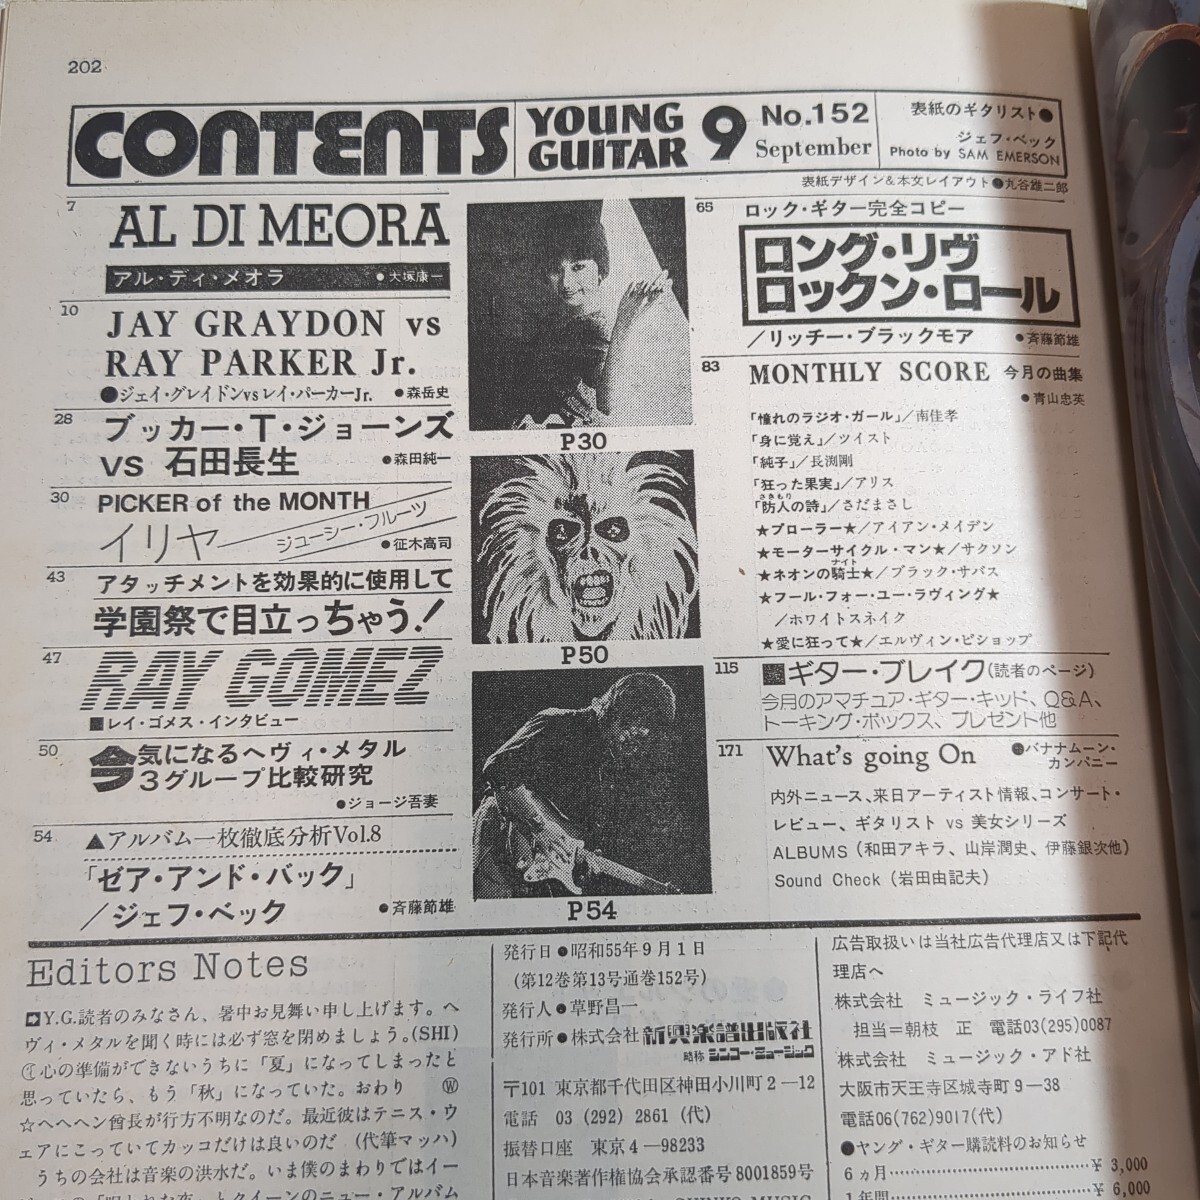 202
CONTENTS
YOUNG GUITAR
9
No.152
September
表紙のギタリスト●
ジェフ・ベック
Photo by SAM EMERSON
表紙デザイン&本文レイアウト●丸谷雄二郎
7
AL DI MEORA
アル・ディ・メオラ ●大塚康一
10
JAY GRAYDON vs
RAY PARKER Jr.
●ジェイ・グレイドンvsレイ・パーカーJr. ●森岳史
28
ブッカー・T・ジョーンズ
vs 石田長生 ●森田純一
30
PICKER of the MONTH
イリヤ
ジューシー・フルーツ
●征木高司
43
アタッチメントを効果的に使用して
学園祭で目立っちゃう!
47
RAY GOMEZ
■レイ・ゴメス・インタビュー
50
今気になるヘヴィ・メタル
3グループ比較研究
●ジョージ吾妻
54
▲アルバム一枚徹底分析Vol.8
「ゼア・アンド・バック」
/ジェフ・ベック ●斉藤節雄
P30
P50
P54
65
ロック・ギター完全コピー
ロング・リヴ
ロックン・ロール
/リッチー・ブラックモア ●斉藤節雄
83
MONTHLY SCORE 今月の曲集
●青山忠英
「憧れのラジオ・ガール」/南佳孝
「身に覚え」/ツイスト
「純子」/長渕剛
「狂った果実」/アリス
さきもり
「防人の詩」/さだまさし
★プローラー★/アイアン・メイデン
★モーターサイクル・マン★/サクソン
ナイト
★ネオンの騎士★/ブラック・サバス
★フール・フォー・ユー・ラヴィング★
/ホワイトスネイク
★愛に狂って★/エルヴィン・ビショップ
115
ギター・ブレイク(読者のページ)
今月のアマチュア・ギター・キッド、Q&A、
トーキング・ボックス、プレゼント他
171
What's going On
●バナナムーン・
カンパニー
内外ニュース、来日アーティスト情報、コンサート・
レビュー、ギタリスト vs 美女シリーズ
ALBUMS (和田アキラ、山岸潤史、伊藤銀次他)
Sound Check (岩田由記夫)
Editors Notes
Y.G.読者のみなさん、暑中お見舞い申し上げます。ヘ
ヴィ・メタルを聞く時には必ず窓を閉めましょう。(SHI)
心の準備ができないうちに「夏」になってしまったと
思っていたら、もう「秋」になっていた。おわり Ⓦ
☆ヘヘヘン酋長が行方不明なのだ。最近彼はテニス・ウ
ェアにこっていてカッコだけは良いのだ (代筆マッハ)
うちの会社は音楽の洪水だ。いま僕のまわりではイー
とクイーンのニュー・アルバム
発行日●昭和55年9月1日
(第12巻第13号通巻152号)
発行人●草野昌一
発行所●株式会社新興楽譜出版社
略称 シンコー・ミュージック
〒101 東京都千代田区神田小川町2-12
電話 03 (292) 2861 (代)
振替口座 東京4-98233
日本音楽著作権協会承認番号8001859号
広告取扱いは当社広告代理店又は下記代
理店へ
株式会社 ミュージック・ライフ社
担当=朝枝 正 電話03(295)0087
株式会社 ミュージック・アド社
大阪市天王寺区城寺町9-38
電話06(762)9017(代)
●ヤング・ギター購読料のお知らせ
6ヵ月……¥ 3,000
1年間……¥ 6,000